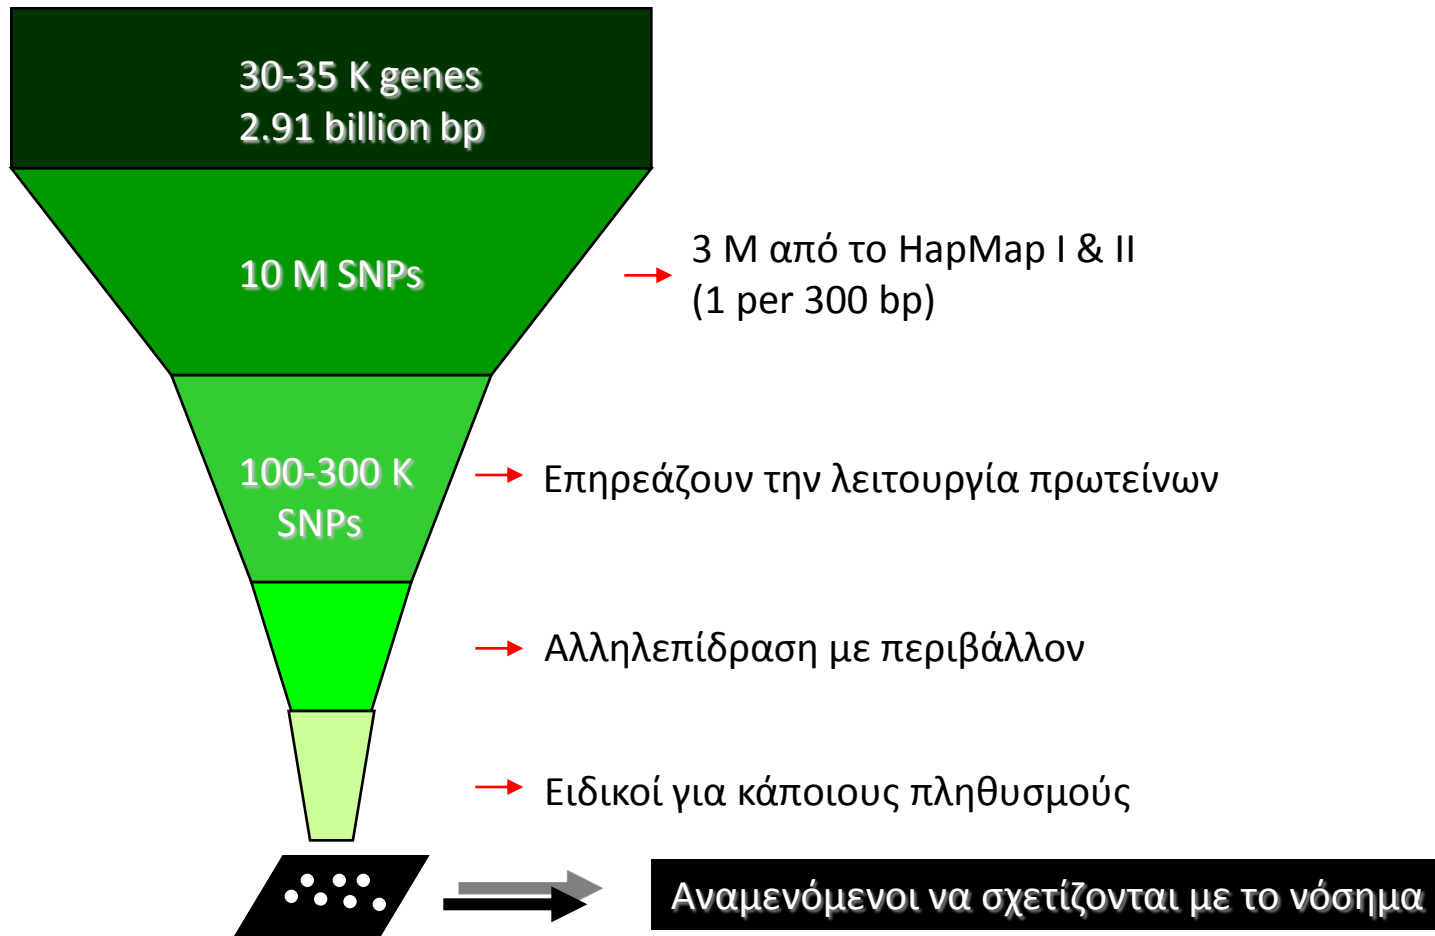 30-35 K genes
2.91 billion bp
10 M SNPs
3 M από το HapMap I & II
(1 per 300 bp)
100-300 K
SNPs
Επηρεάζουν την λειτουργία πρωτείνων
Αλληλεπίδραση με περιβάλλον
Ειδικοί για κάποιους πληθυσμούς
Αναμενόμενοι να σχετίζονται με το νόσημα